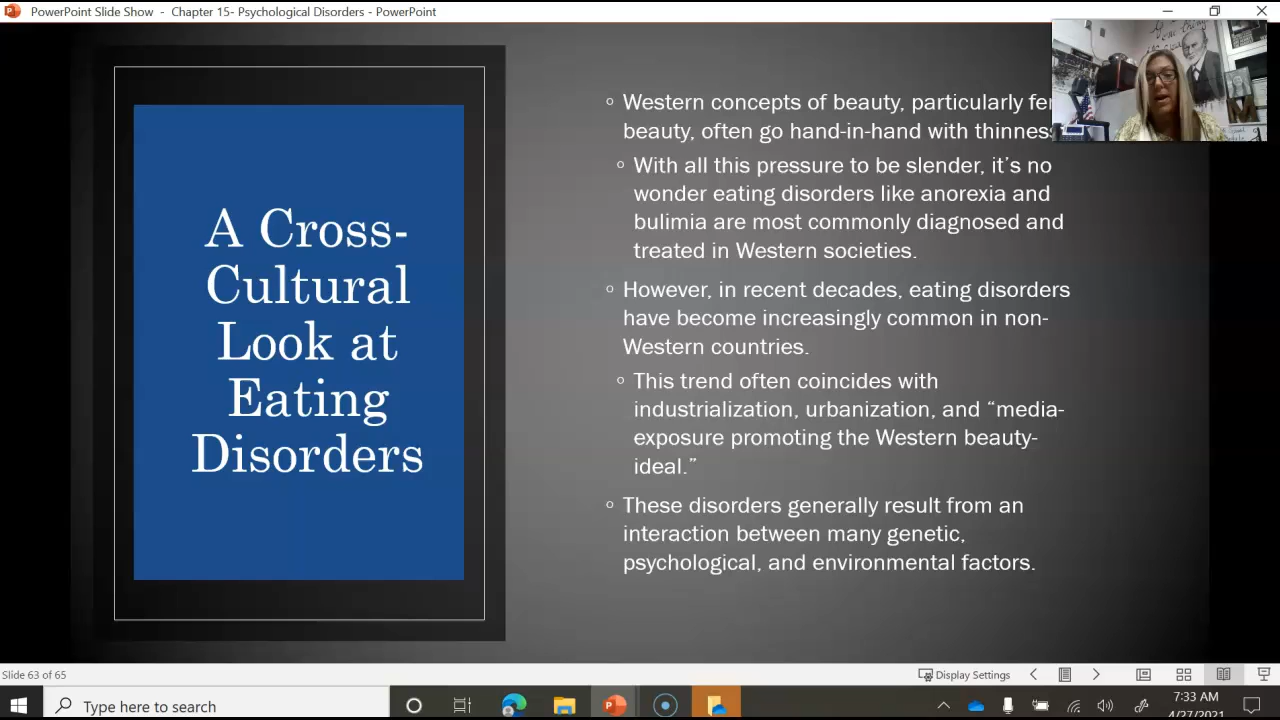 PowerPoint Slide Show - Chapter 15- Psychological Disorders - PowerPoint
A Cross-
Cultural
Look at
Eating
Disorders
Western concepts of beauty, particularly
beauty, often go hand-in-hand with thinness
With all this pressure to be slender, it's no
wonder eating disorders like anorexia and
bulimia are most commonly diagnosed and
treated in Western societies.
However, in recent decades, eating disorders
have become increasingly common in non-
Western countries.
This trend often coincides with
industrialization, urbanization, and “media-
exposure promoting the Western beauty-
ideal.”
These disorders generally result from an
interaction between many genetic,
psychological, and environmental factors.
Slide 63 of 65
Display Settings
Type here to search
7:33 AM
4/27/2021